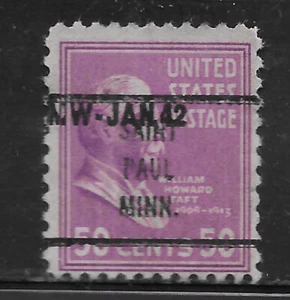 UNITED
STATES
POSTAGE
NW-JAN.42
SAINT
PAUL
MINN.
WILLIAM
HOWARD
TAFT
1909-1913
50 CENTS 50